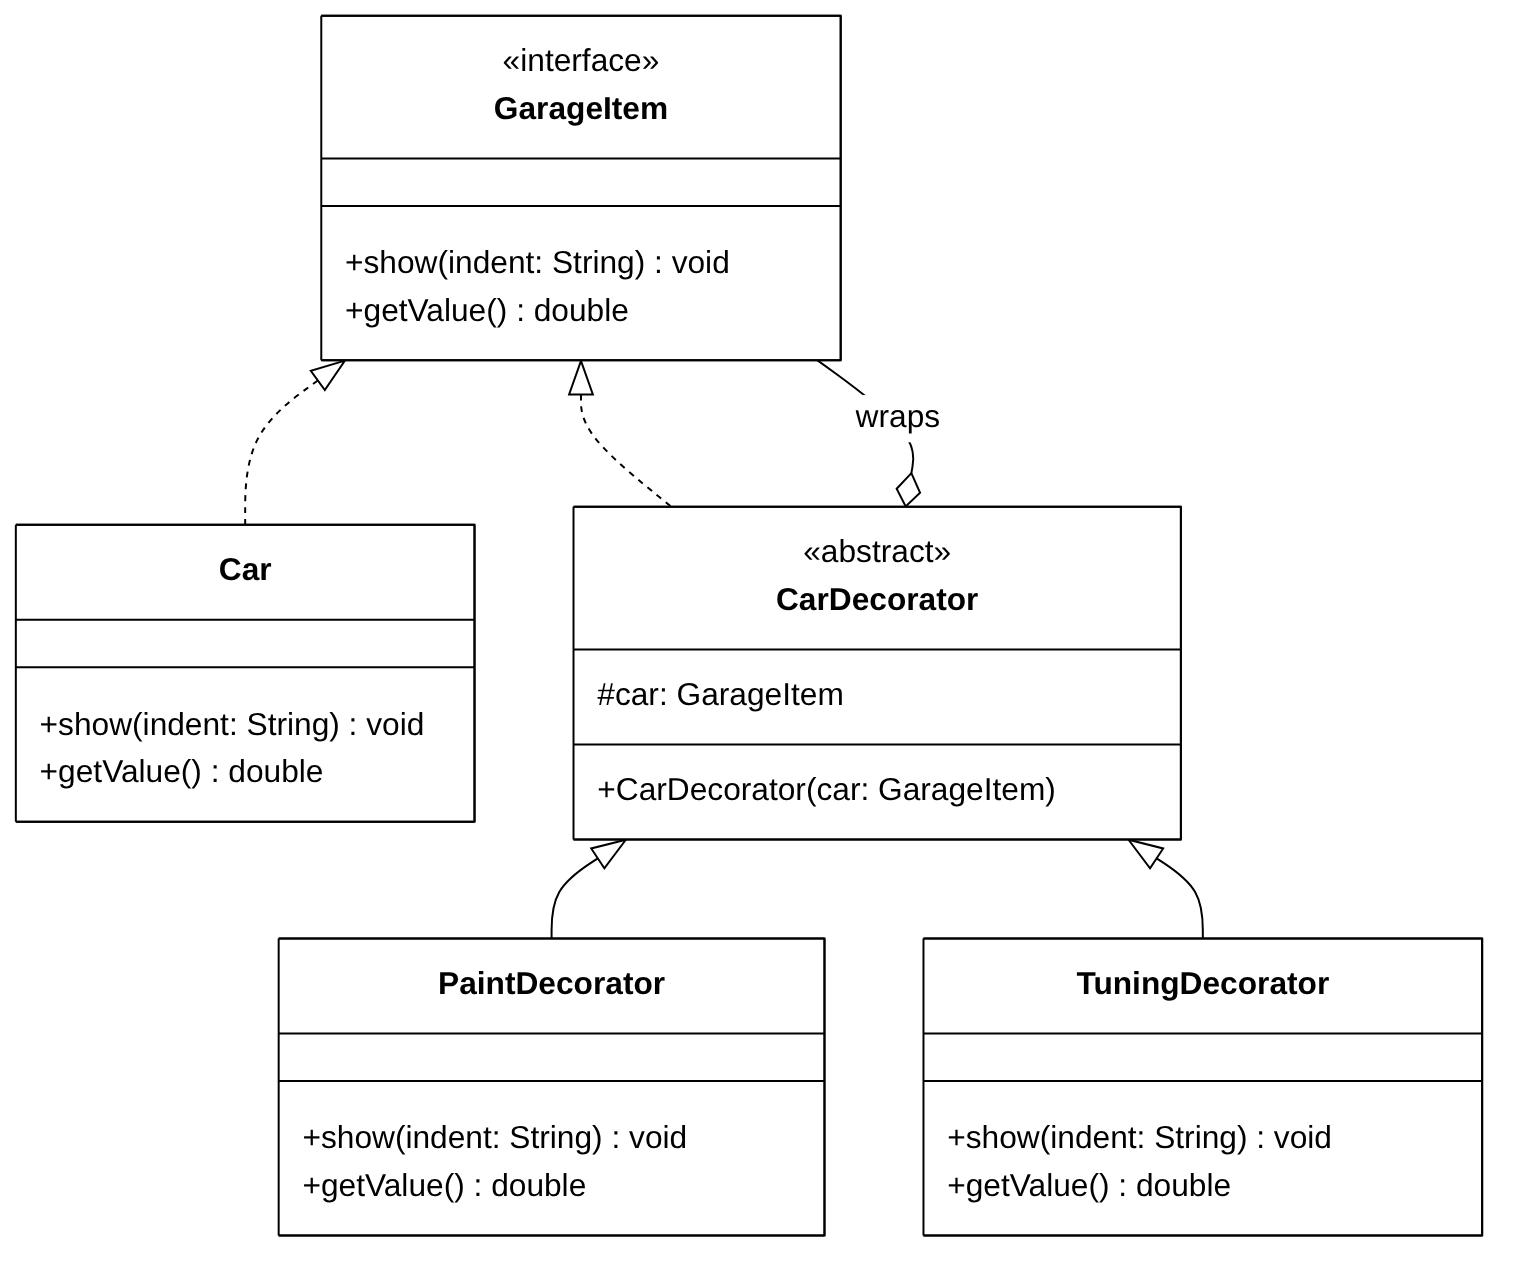 «interface»
GarageItem
+show(indent: String) : void
+getValue() : double
wraps
Car
+show(indent: String) : void
+getValue() : double
«abstract»
CarDecorator
#car: GarageItem
+CarDecorator(car: GarageItem)
PaintDecorator
+show(indent: String) : void
+getValue() : double
TuningDecorator
+show(indent: String) : void
+getValue() : double